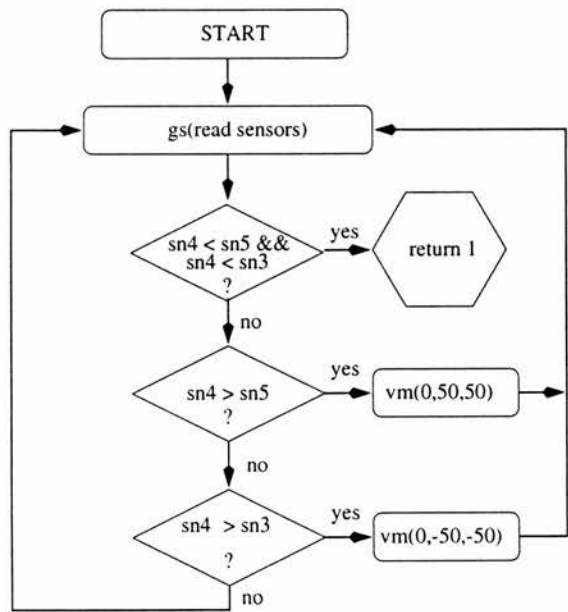 START
gs(read sensors)
sn4 < sn5 &&
sn4 < sn3
?
yes
return 1
no
sn4 > sn5
?
yes
vm(0,50,50)
no
sn4 > sn3
?
yes
vm(0,-50,-50)
no